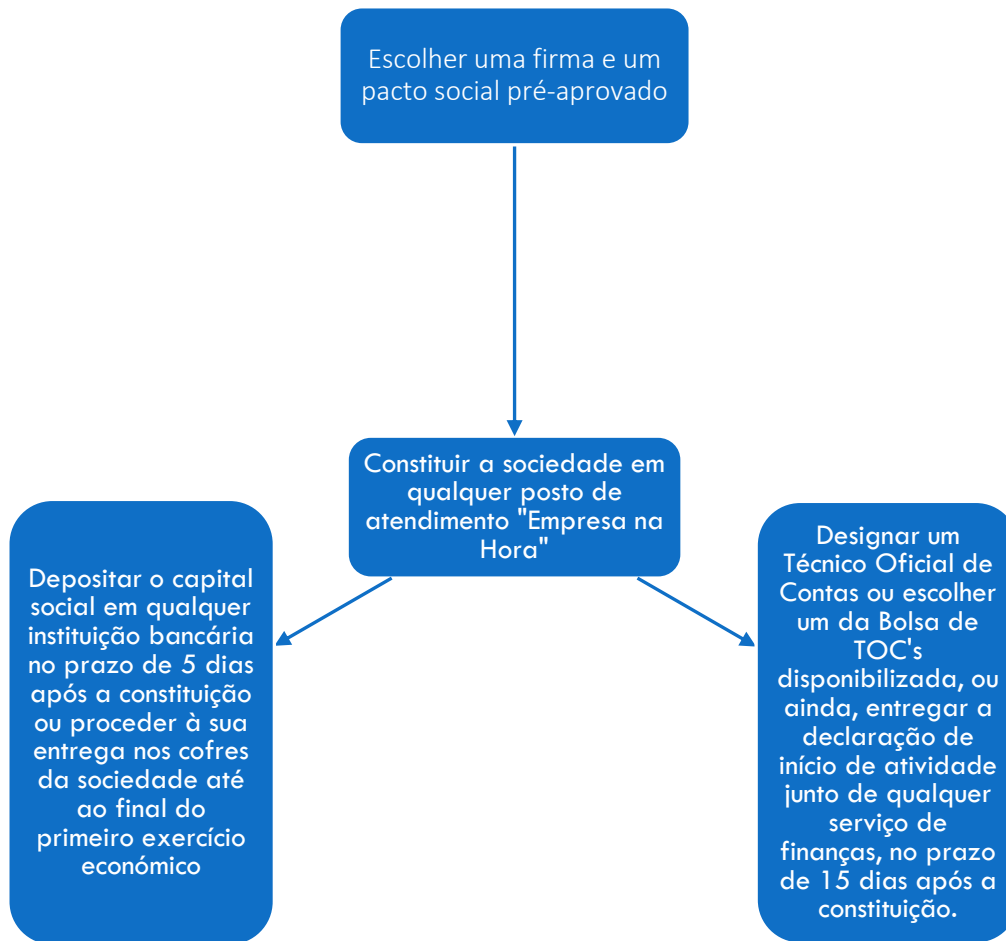 Escolher uma firma e um
pacto social pré-aprovado
Constituir a sociedade em
qualquer posto de
atendimento "Empresa na
Hora"
Depositar o capital
social em qualquer
instituição bancária
no prazo de 5 dias
após a constituição
ou proceder à sua
entrega nos cofres
da sociedade até
ao final do
primeiro exercício
económico
Designar um
Técnico Oficial de
Contas ou escolher
um da Bolsa de
TOC's
disponibilizada, ou
ainda, entregar a
declaração de
início de atividade
junto de qualquer
serviço de
finanças, no prazo
de 15 dias após a
constituição.